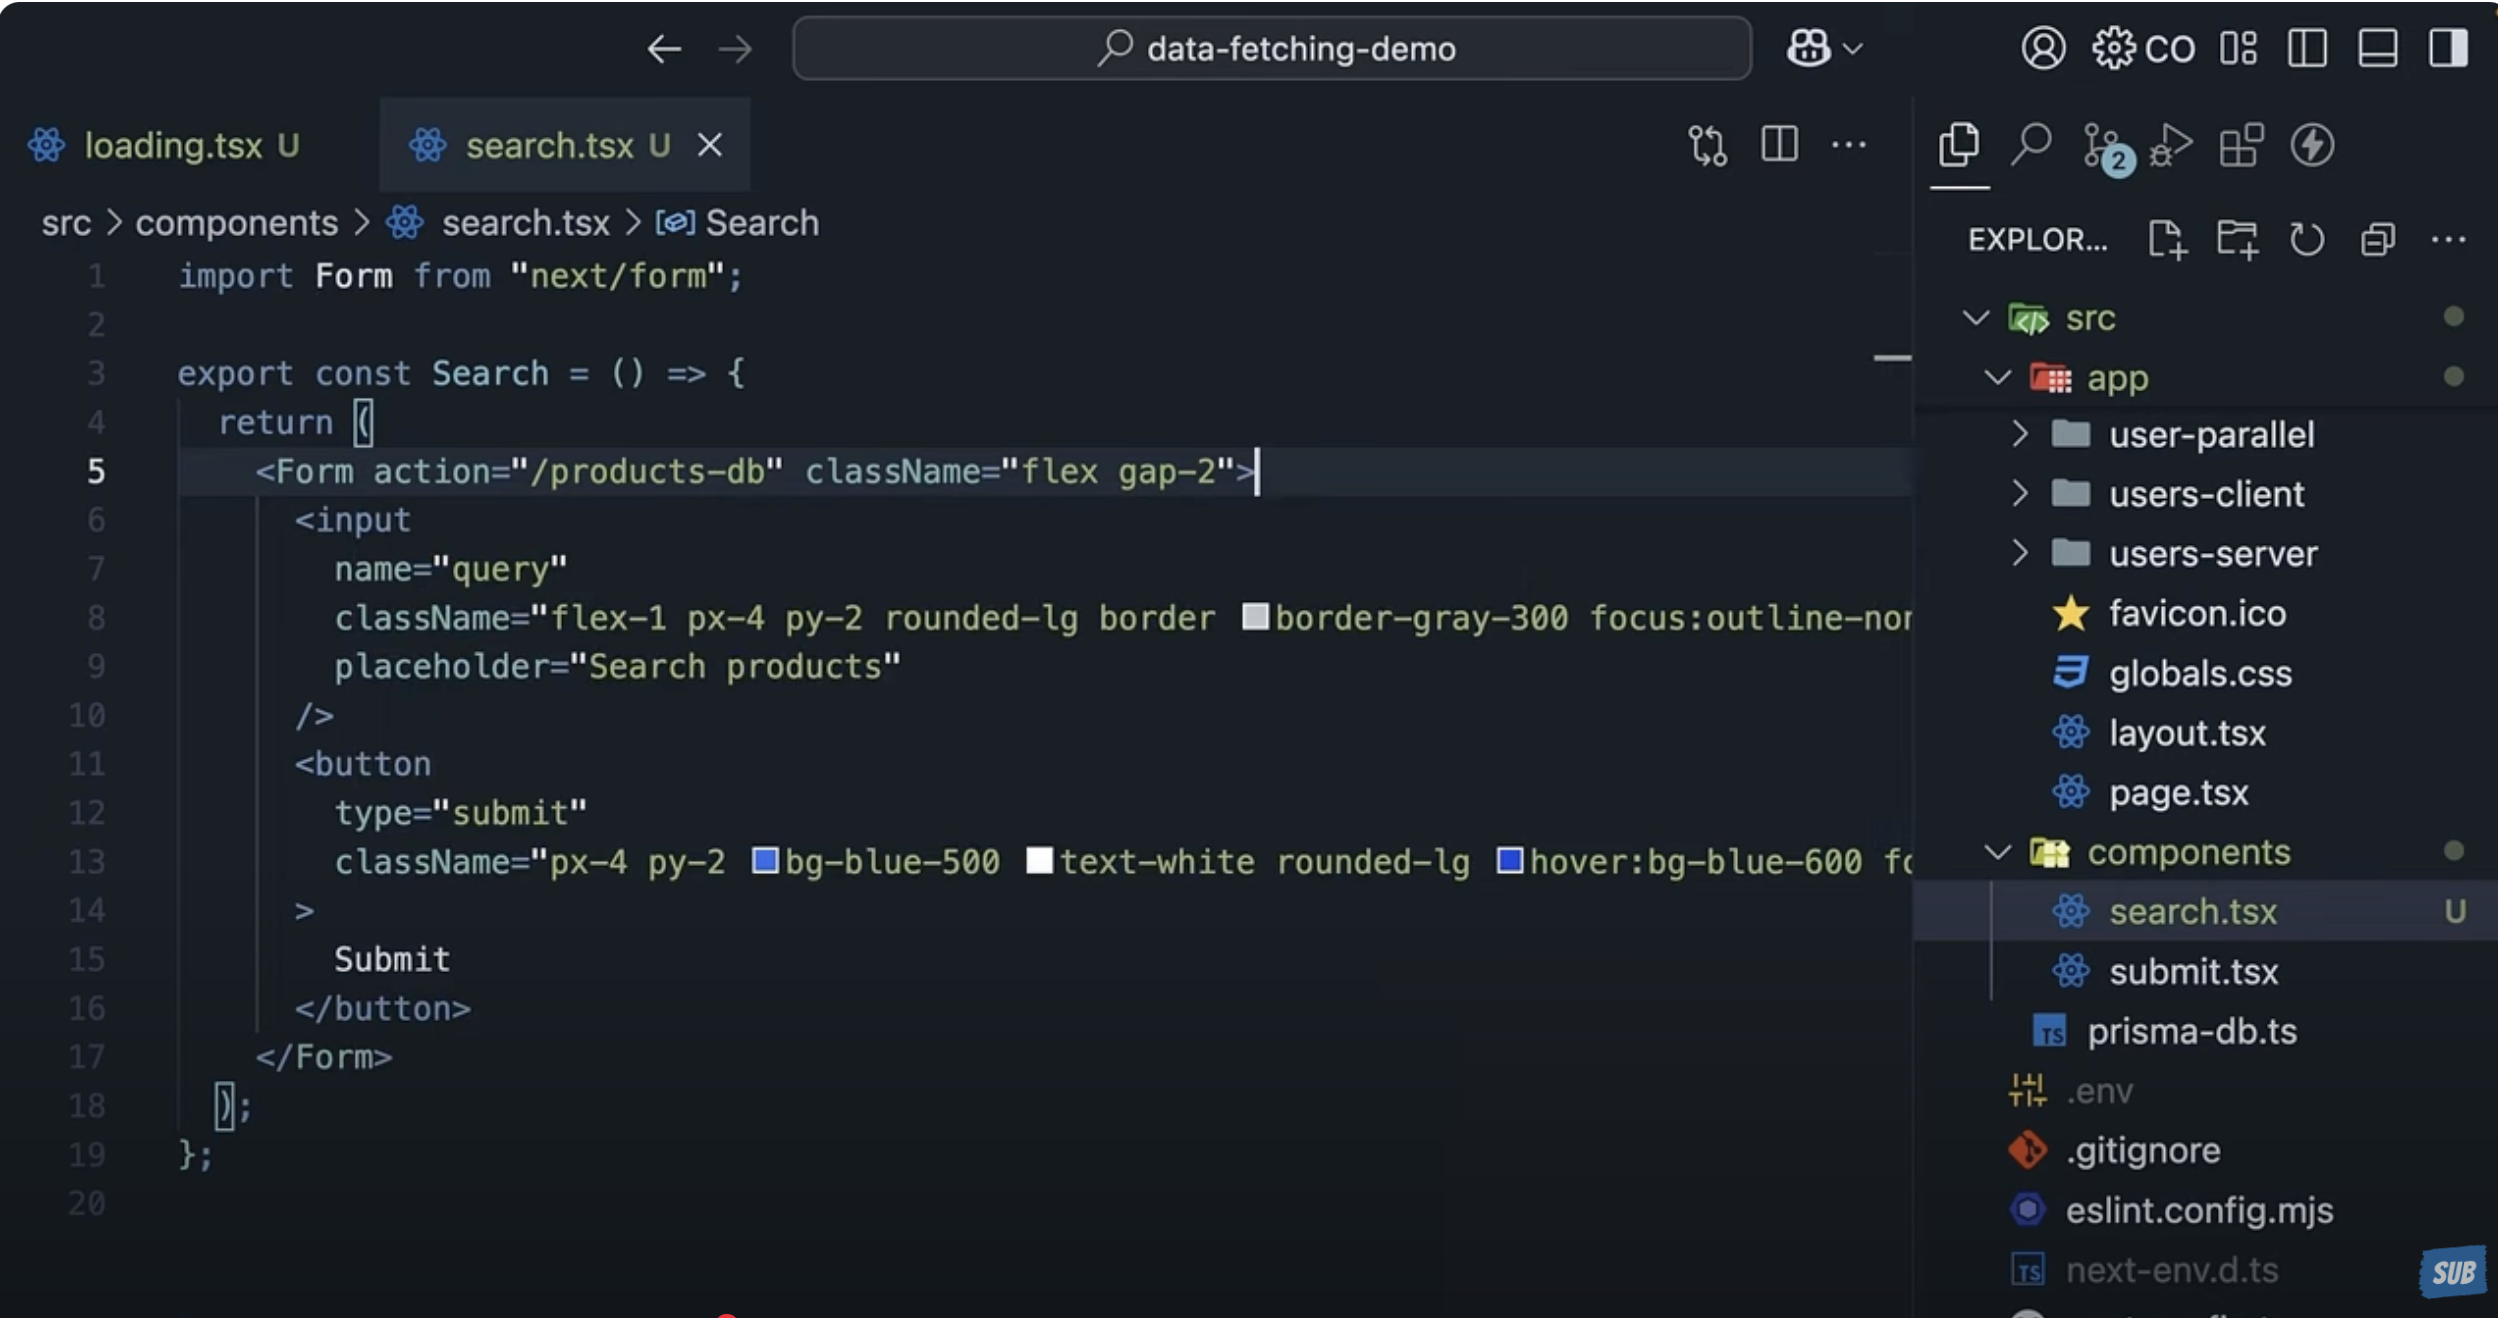 data-fetching-demo
CO
loading.tsx U
search.tsx U
2
src > components > search.tsx > Search
EXPLOR...
1 import Form from "next/form";
2
3 export const Search = () => {
4 return (
5 <Form action="/products-db" className="flex gap-2">
6 <input
7 name="query"
8 className="flex-1 px-4 py-2 rounded-lg border border-gray-300
9 placeholder="Search products"
10 />
11 <button
12 type="submit"
13 className="px-4 py-2 bg-blue-500 text-white rounded-lg hover:bg-blue-600
14 >
15 Submit
16 </button>
17 </Form>
18 );
19 };
20
src
app
user-parallel
users-client
users-server
favicon.ico
globals.css
layout.tsx
page.tsx
components
search.tsx U
submit.tsx
TS prisma-db.ts
.env
.gitignore
eslint.config.mjs
TS next-env.d.ts
SUB